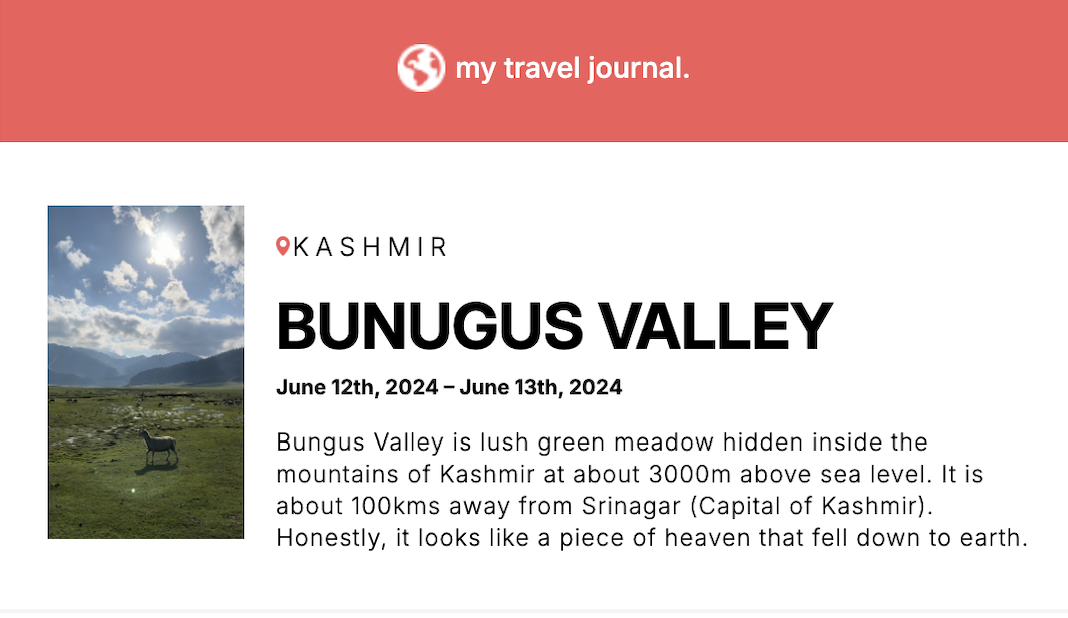 my travel journal.
KASHMIR
BUNUGUS VALLEY
June 12th, 2024 – June 13th, 2024
Bungus Valley is lush green meadow hidden inside the
mountains of Kashmir at about 3000m above sea level. It is
about 100kms away from Srinagar (Capital of Kashmir).
Honestly, it looks like a piece of heaven that fell down to earth.